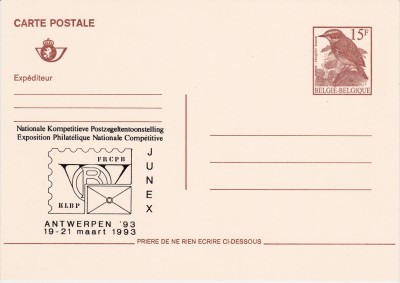 CARTE POSTALE
15F
BELGIË-BELGIQUE
Expéditeur
Nationale Kompetitieve Postzegeltentoonstelling
Exposition Philatélique Nationale Compétitive
FRCPB
KLBP
JUNEX
ANTWERPEN '93
19-21 maart 1993
PRIERE DE NE RIEN ECRIRE CI-DESSOUS